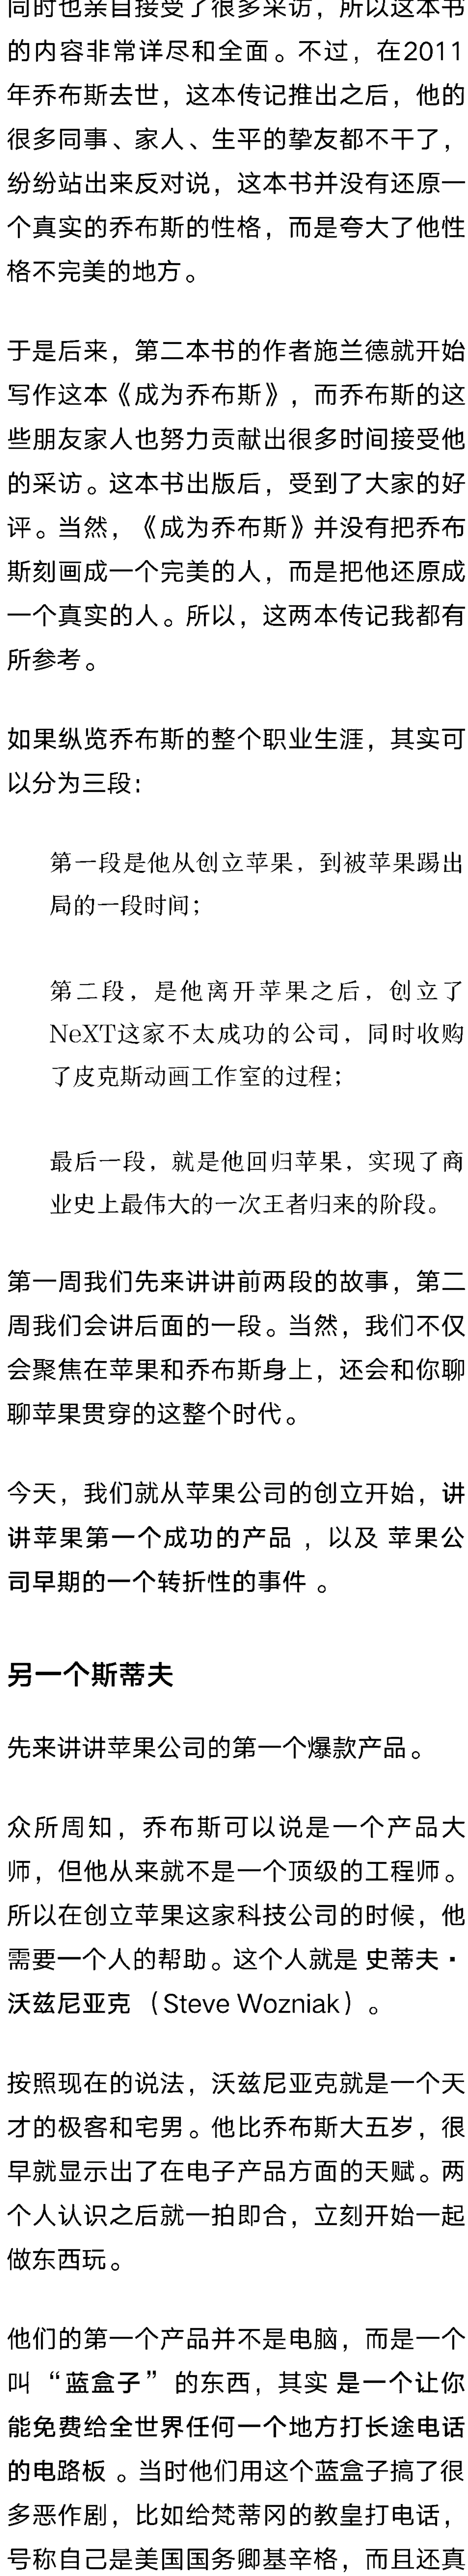 同时也亲自接受了很多采访，所以这本书
的内容非常详尽和全面。不过，在2011
年乔布斯去世，这本传记推出之后，他的
很多同事、家人、生平的挚友都不干了，
纷纷站出来反对说，这本书并没有还原一
个真实的乔布斯的性格，而是夸大了他性
格不完美的地方。
于是后来，第二本书的作者施兰德就开始
写作这本《成为乔布斯》，而乔布斯的这
些朋友家人也努力贡献出很多时间接受他
的采访。这本书出版后，受到了大家的好
评。当然，《成为乔布斯》并没有把乔布
斯刻画成一个完美的人，而是把他还原成
一个真实的人。所以，这两本传记我都有
所参考。
如果纵览乔布斯的整个职业生涯，其实可
以分为三段：
第一段是他从创立苹果，到被苹果踢出
局的一段时间；
第二段，是他离开苹果之后，创立了
NeXT这家不太成功的公司，同时收购
了皮克斯动画工作室的过程；
最后一段，就是他回归苹果，实现了商
业史上最伟大的一次王者归来的阶段。
第一周我们先来讲讲前两段的故事，第二
周我们会讲后面的一段。当然，我们不仅
会聚焦在苹果和乔布斯身上，还会和你聊
聊苹果贯穿的这整个时代。
今天，我们就从苹果公司的创立开始，讲
讲苹果第一个成功的产品 ，以及 苹果公
司早期的一个转折性的事件 。
另一个斯蒂夫
先来讲讲苹果公司的第一个爆款产品。
众所周知，乔布斯可以说是一个产品大
师，但他从来就不是一个顶级的工程师。
所以在创立苹果这家科技公司的时候，他
需要一个人的帮助。这个人就是 史蒂夫·
沃兹尼亚克 （Steve Wozniak）。
按照现在的说法，沃兹尼亚克就是一个天
才的极客和宅男。他比乔布斯大五岁，很
早就显示出了在电子产品方面的天赋。两
个人认识之后就一拍即合，立刻开始一起
做东西玩。
他们的第一个产品并不是电脑，而是一个
叫 “蓝盒子” 的东西，其实 是一个让你
能免费给全世界任何一个地方打长途电话
的电路板 。当时他们用这个蓝盒子搞了很
多恶作剧，比如给梵蒂冈的教皇打电话，
号称自己是美国国务卿基辛格，而且还真